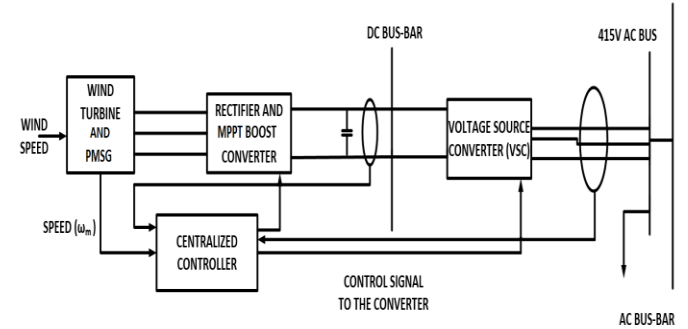 DC BUS-BAR
415V AC BUS
WIND
TURBINE
AND
PMSG
RECTIFIER AND
MPPT BOOST
CONVERTER
VOLTAGE SOURCE
CONVERTER (VSC)
WIND
SPEED
SPEED (ωm)
CENTRALIZED
CONTROLLER
CONTROL SIGNAL
TO THE CONVERTER
AC BUS-BAR